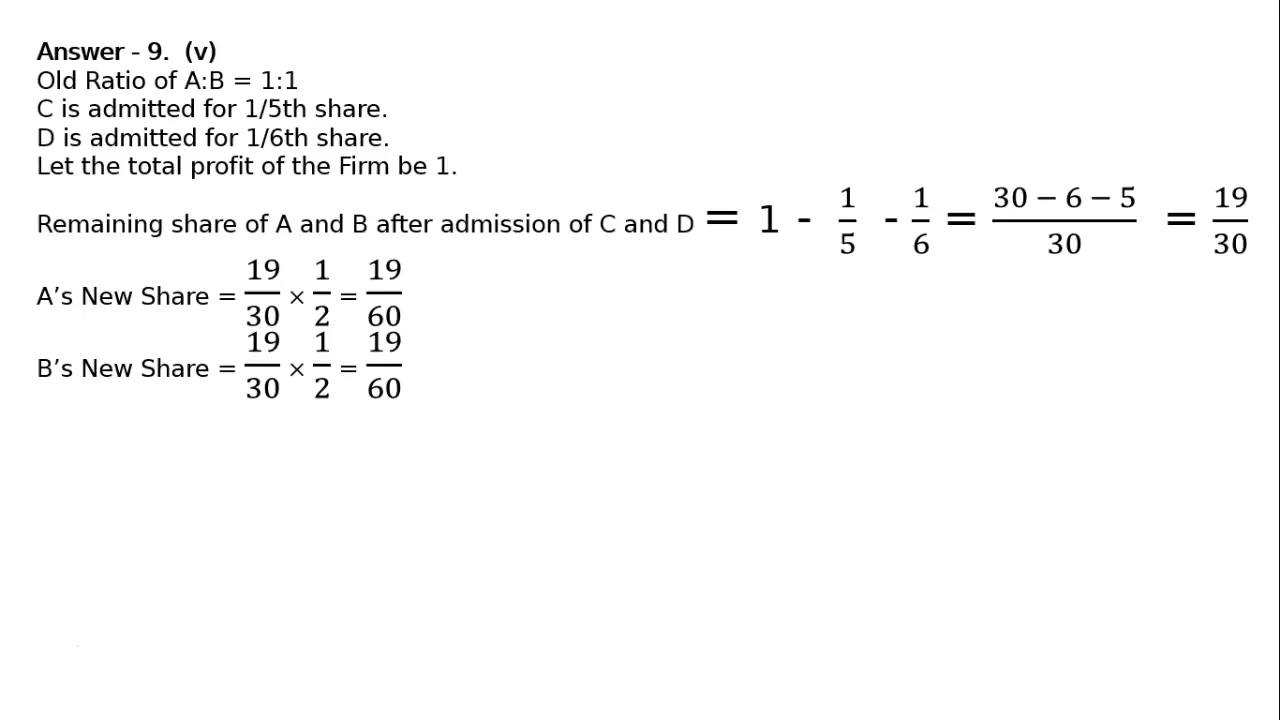 Answer - 9.  (v)
Old Ratio of A:B = 1:1
C is admitted for 1/5th share.
D is admitted for 1/6th share.
Let the total profit of the Firm be 1.
Remaining share of A and B after admission of C and D = 1 - 1/5 - 1/6 = (30 − 6 − 5)/30 = 19/30
A’s New Share = 19/30 × 1/2 = 19/60
B’s New Share = 19/30 × 1/2 = 19/60